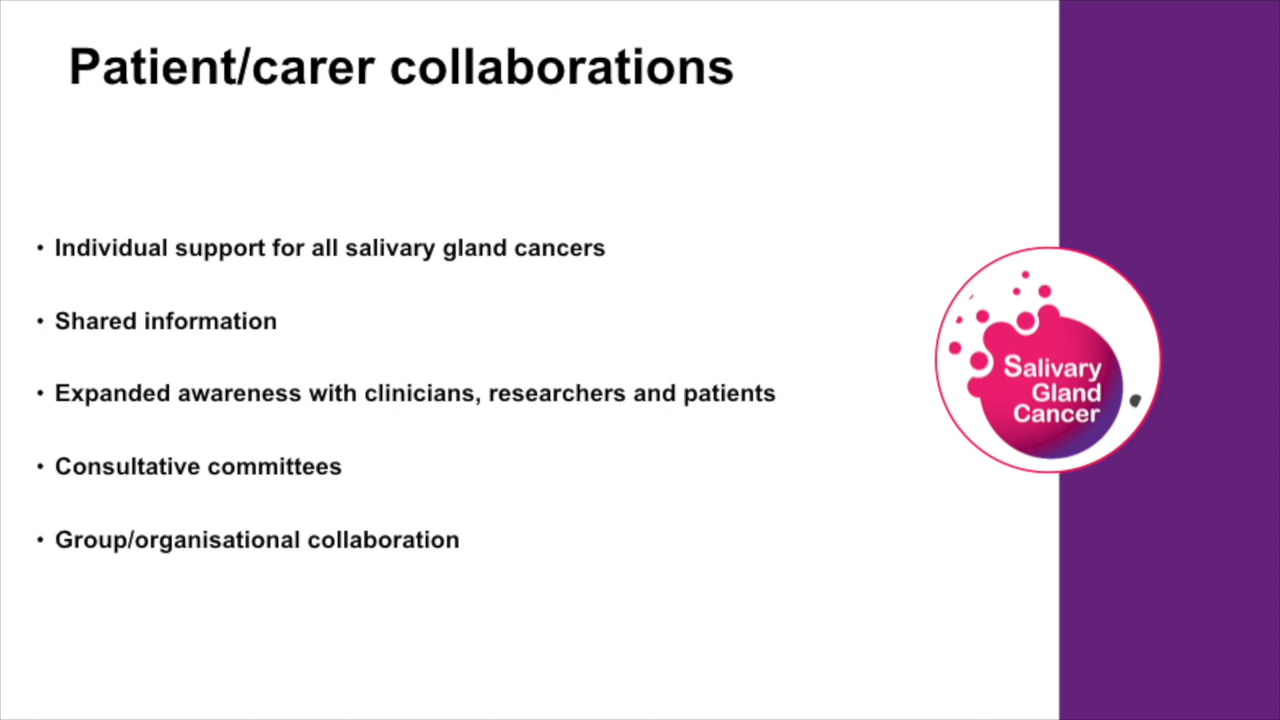 Patient/carer collaborations
• Individual support for all salivary gland cancers
• Shared information
• Expanded awareness with clinicians, researchers and patients
• Consultative committees
• Group/organisational collaboration
Salivary
Gland
Cancer